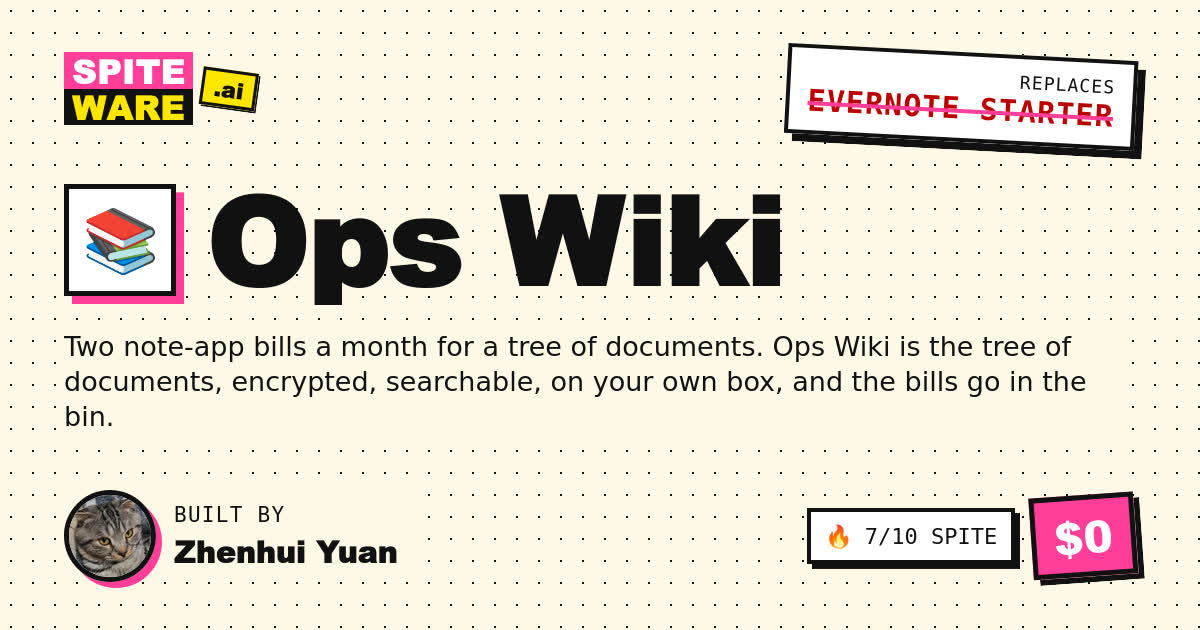 SPITE
WARE
.ai
REPLACES
EVERNOTE STARTER
Ops Wiki
Two note-app bills a month for a tree of documents. Ops Wiki is the tree of
documents, encrypted, searchable, on your own box, and the bills go in the
bin.
BUILT BY
Zhenhui Yuan
7/10 SPITE
$0